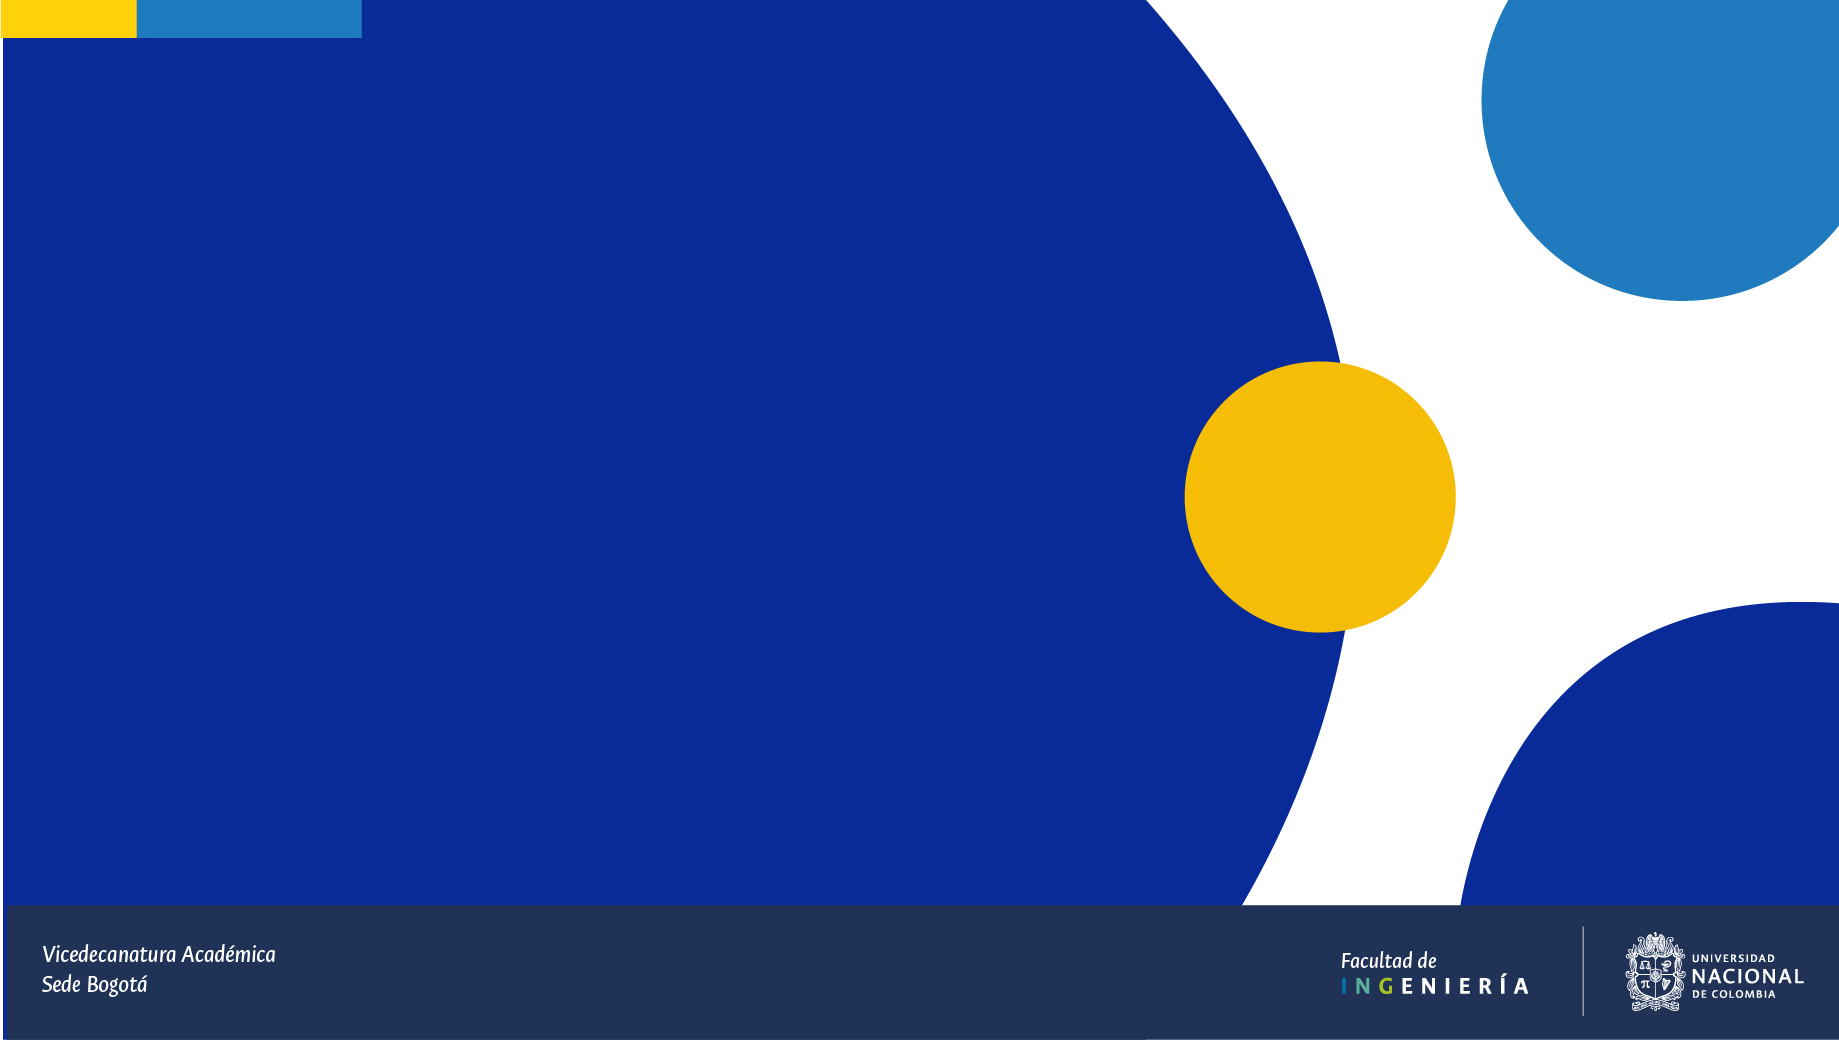 Vicedecanatura Académica
Sede Bogotá
Facultad de
INGENIERÍA
UNIVERSIDAD
NACIONAL
DE COLOMBIA